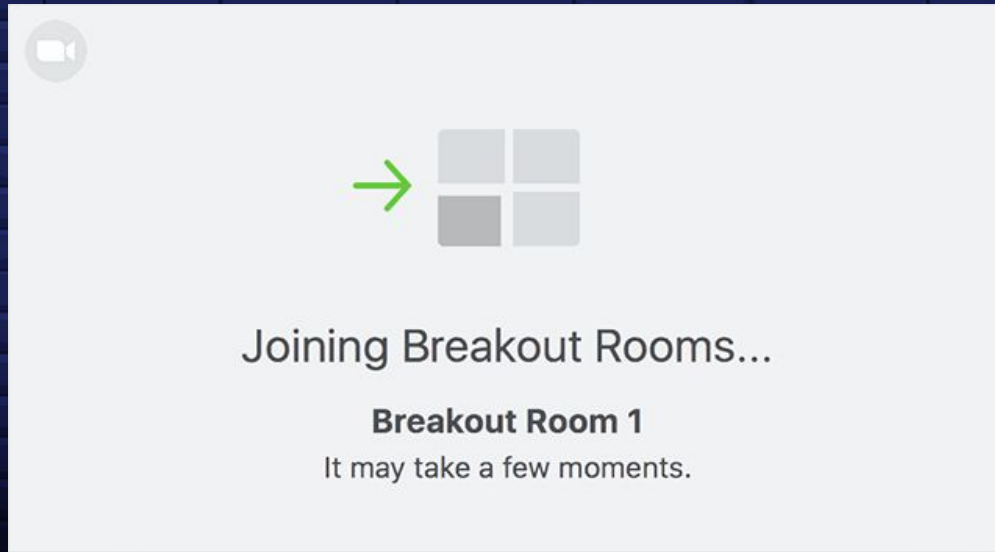 Joining Breakout Rooms...
Breakout Room 1
It may take a few moments.